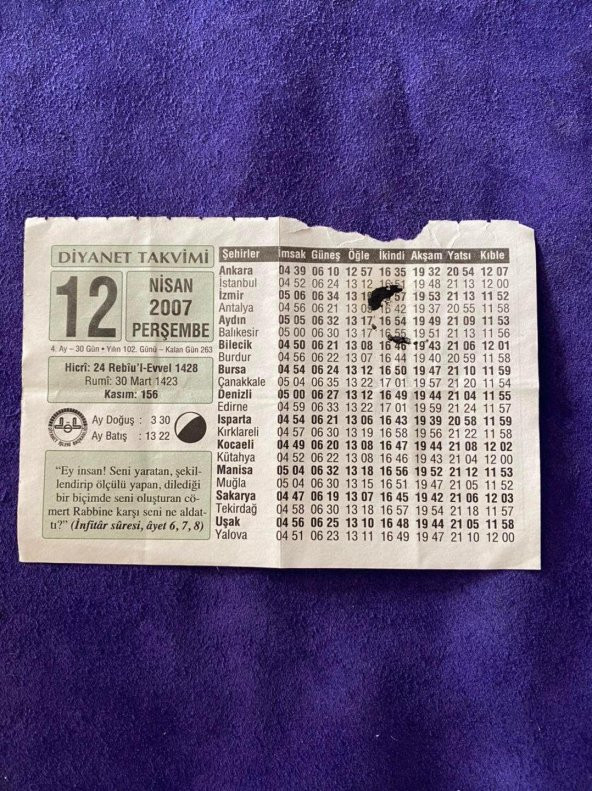 DİYANET TAKVİMİ
12
NİSAN
2007
PERŞEMBE
4. Ay – 30 Gün • Yılın 102. Günü – Kalan Gün 263
Hicrî: 24 Rebîu'l-Evvel 1428
Rumî: 30 Mart 1423
Kasım: 156
Ay Doğuş : 3 30
Ay Batış : 13 22
“Ey insan! Seni yaratan, şekil-
lendirip ölçülü yapan, dilediği
bir biçimde seni oluşturan cö-
mert Rabbine karşı seni ne aldat-
tı?” (İnfitâr sûresi, âyet 6, 7, 8)
Şehirler İmsak Güneş Öğle İkindi Akşam Yatsı Kıble
Ankara 04 39 06 10 12 57 16 35 19 32 20 54 12 07
İstanbul 04 52 06 24 13 12 16 19 48 21 13 12 00
İzmir 05 06 06 34 13 57 19 53 21 13 11 52
Antalya 04 56 06 21 13 42 19 37 20 55 11 58
Aydın 05 05 06 32 13 17 16 54 19 49 21 09 11 53
Balıkesir 05 00 06 30 13 17 16 55 19 51 21 13 11 56
Bilecik 04 50 06 21 13 08 16 46 19 43 21 06 12 01
Burdur 04 56 06 22 13 07 16 44 19 40 20 59 11 58
Bursa 04 54 06 24 13 12 16 50 19 47 21 10 11 59
Çanakkale 05 04 06 35 13 22 17 01 19 57 21 20 11 54
Denizli 05 00 06 27 13 12 16 49 19 44 21 04 11 55
Edirne 04 59 06 33 13 22 17 01 19 59 21 24 11 57
Isparta 04 54 06 21 13 06 16 43 19 39 20 58 11 59
Kırklareli 04 57 06 30 13 19 16 58 19 56 21 22 11 58
Kocaeli 04 49 06 20 13 08 16 47 19 44 21 08 12 02
Kütahya 04 52 06 22 13 08 16 46 19 43 21 04 12 00
Manisa 05 04 06 32 13 18 16 56 19 52 21 12 11 53
Muğla 05 04 06 30 13 15 16 51 19 47 21 05 11 52
Sakarya 04 47 06 19 13 07 16 45 19 42 21 06 12 03
Tekirdağ 04 58 06 30 13 18 16 57 19 54 21 18 11 57
Uşak 04 56 06 25 13 10 16 48 19 44 21 05 11 58
Yalova 04 51 06 23 13 11 16 49 19 47 21 10 12 00